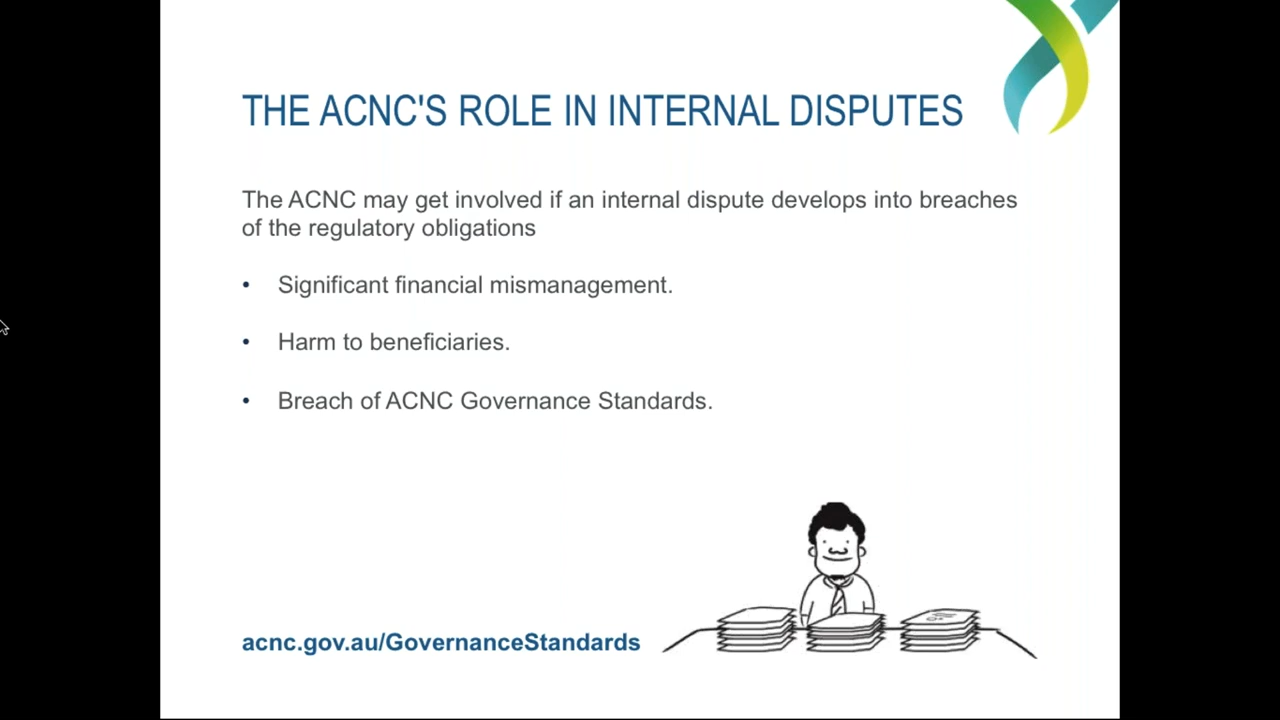 THE ACNC'S ROLE IN INTERNAL DISPUTES
The ACNC may get involved if an internal dispute develops into breaches
of the regulatory obligations
• Significant financial mismanagement.
• Harm to beneficiaries.
• Breach of ACNC Governance Standards.
acnc.gov.au/GovernanceStandards